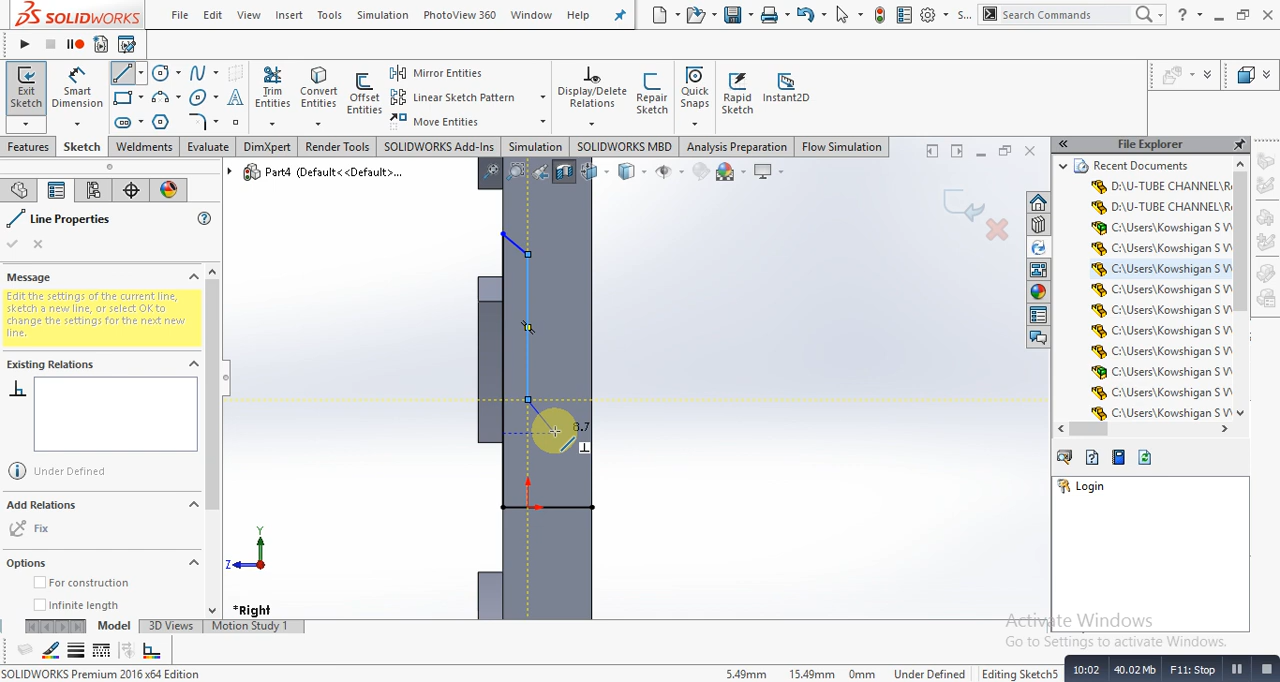 SOLIDWORKS
File
Edit
View
Insert
Tools
Simulation
PhotoView 360
Window
Help
S...
Search Commands
Exit
Sketch
Smart
Dimension
Trim
Entities
Convert
Entities
Offset
Entities
Mirror Entities
Linear Sketch Pattern
Move Entities
Display/Delete
Relations
Repair
Sketch
Quick
Snaps
Rapid
Sketch
Instant2D
Features
Sketch
Weldments
Evaluate
DimXpert
Render Tools
SOLIDWORKS Add-Ins
Simulation
SOLIDWORKS MBD
Analysis Preparation
Flow Simulation
Part4 (Default<<Default>...
Line Properties
Message
Edit the settings of the current line,
sketch a new line, or select OK to
change the settings for the next new
line.
Existing Relations
Under Defined
Add Relations
Fix
Options
For construction
Infinite length
Y
Z
*Right
File Explorer
Recent Documents
D:\U-TUBE CHANNEL\R
D:\U-TUBE CHANNEL\R
C:\Users\Kowshigan S V
C:\Users\Kowshigan S V
C:\Users\Kowshigan S V
C:\Users\Kowshigan S V
C:\Users\Kowshigan S V
C:\Users\Kowshigan S V
C:\Users\Kowshigan S V
C:\Users\Kowshigan S V
C:\Users\Kowshigan S V
C:\Users\Kowshigan S V
Login
Activate Windows
Go to Settings to activate Windows.
Model
3D Views
Motion Study 1
SOLIDWORKS Premium 2016 x64 Edition
5.49mm
15.49mm
0mm
Under Defined
Editing Sketch5
10:02
40.02 Mb
F11: Stop